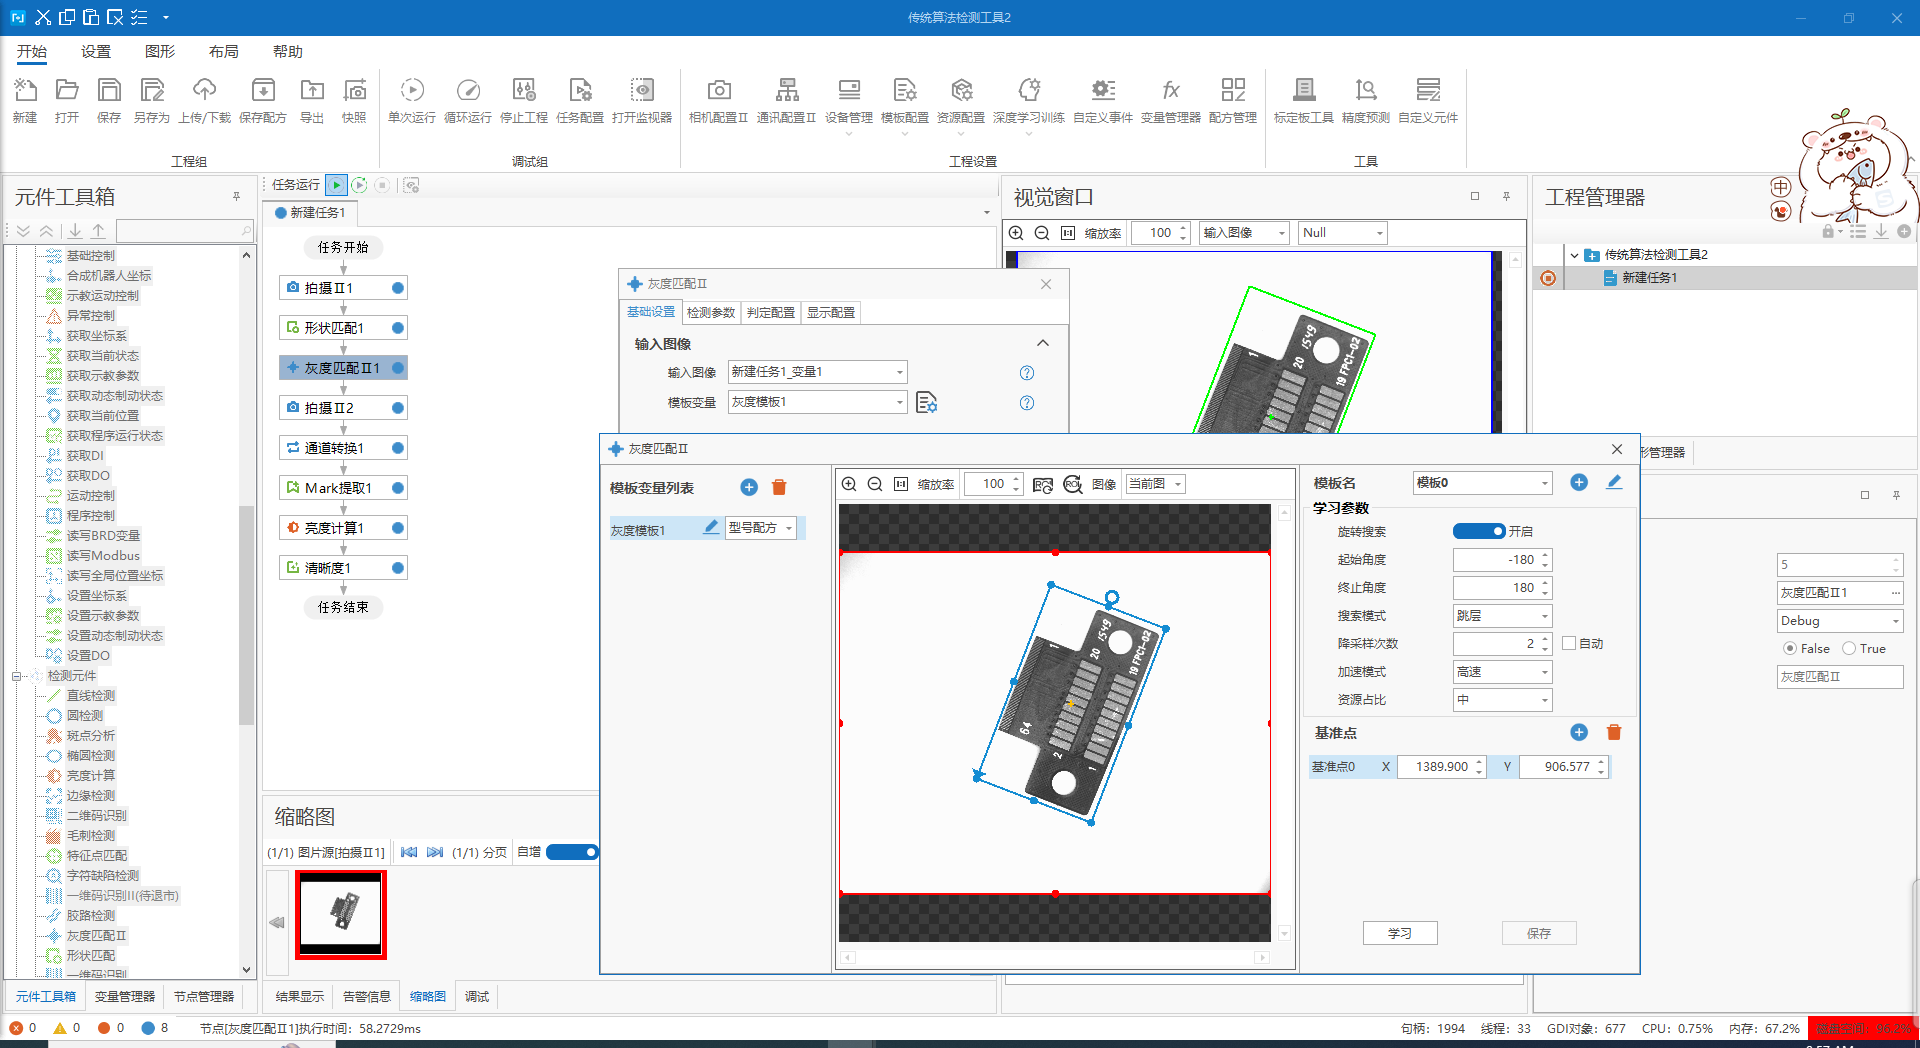 传统算法检测工具2
开始 设置 图形 布局 帮助
新建 打开 保存 另存为 上传/下载 保存配方 导出 快照 单次运行 循环运行 停止工程 任务配置 打开监视器 相机配置II 通讯配置II 设备管理 模板配置 资源配置 深度学习训练 自定义事件 变量管理器 配方管理 标定板工具 精度预测 自定义元件
工程组 调试组 工程设置 工具
中
元件工具箱
基础控制
合成机器人坐标
示教运动控制
异常控制
获取坐标系
获取当前状态
获取示教参数
获取动态制动状态
获取当前位置
获取程序运行状态
获取DI
获取DO
运动控制
程序控制
读写BRD变量
读写Modbus
读写全局位置坐标
设置坐标系
设置示教参数
设置动态制动状态
设置DO
检测元件
直线检测
圆检测
斑点分析
椭圆检测
亮度计算
边缘检测
二维码识别
毛刺检测
特征点匹配
字符缺陷检测
一维码识别II(待退市)
胶路检测
灰度匹配II
形状匹配
一维码识别
元件工具箱 变量管理器 节点管理器
任务运行
新建任务1
任务开始
拍摄II1
形状匹配1
灰度匹配II1
拍摄II2
通道转换1
Mark提取1
亮度计算1
清晰度1
任务结束
缩略图
(1/1) 图片源[拍摄II1] (1/1) 分页 自增
结果显示 告警信息 缩略图 调试
灰度匹配II
基础设置 检测参数 判定配置 显示配置
输入图像
输入图像 新建任务1_变量1
模板变量 灰度模板1
视觉窗口
缩放率 100 输入图像 Null
1549
20
1
19 FPC1-02
工程管理器
传统算法检测工具2
新建任务1
形管理器
5
灰度匹配II1
Debug
False True
灰度匹配II
灰度匹配II
模板变量列表
灰度模板1 型号配方
缩放率 100 图像 当前图
1549
20
1
19 FPC1-02
64
2
1
模板名 模板0
学习参数
旋转搜索 开启
起始角度 -180
终止角度 180
搜索模式 跳层
降采样次数 2 自动
加速模式 高速
资源占比 中
基准点
基准点0 X 1389.900 Y 906.577
学习 保存
0 0 0 8 节点[灰度匹配II1]执行时间：58.2729ms
句柄：1994 线程：33 GDI对象：677 CPU：0.75% 内存：67.2%